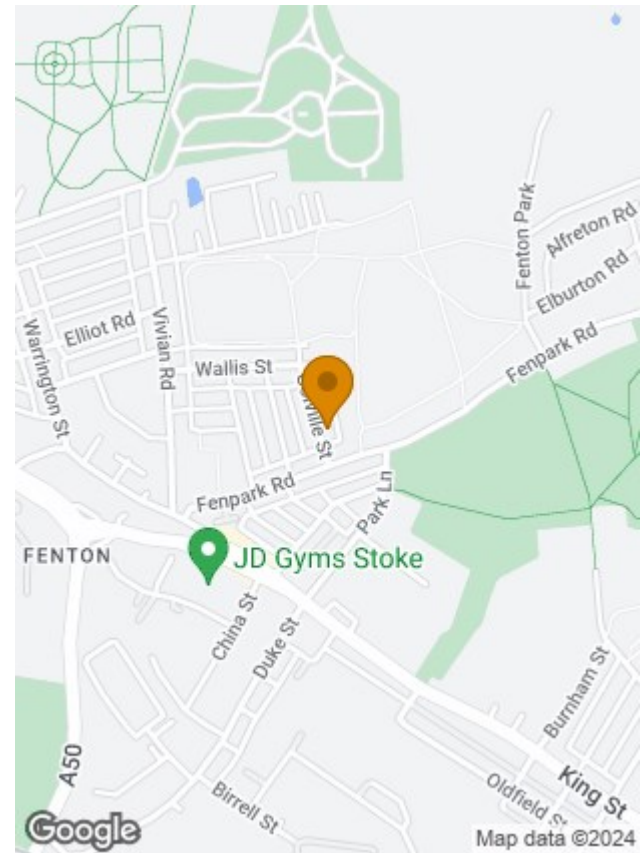 Fenton Park
Alfreton Rd
Elburton Rd
Fenpark Rd
Elliot Rd
Vivian Rd
Warrington St
Wallis St
ville St
Fenpark Rd
Park Ln
FENTON
JD Gyms Stoke
China St
Duke St
A50
Birrell St
Burnham St
King St
Oldfield St
Google
Map data ©2024